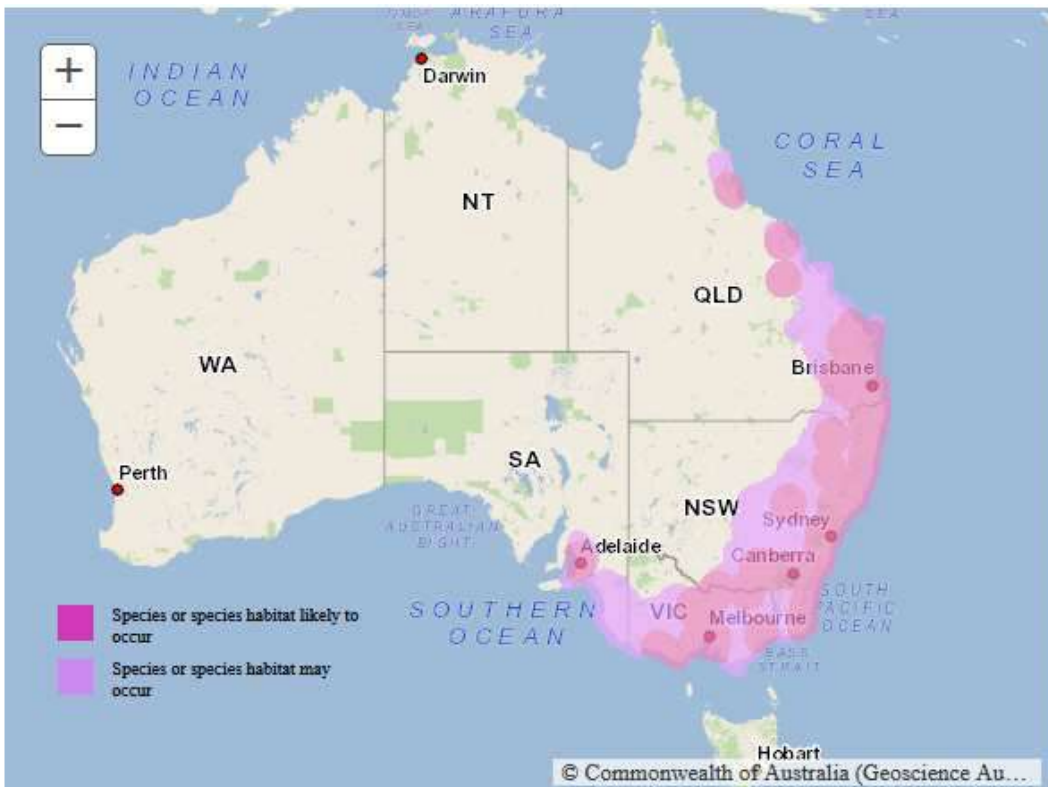 ARAFURA
SEA
SEA
+
−
INDIAN
OCEAN
Darwin
CORAL
SEA
NT
QLD
WA
Brisbane
SA
Perth
NSW
GREAT
AUSTRALIAN
BIGHT
Sydney
Adelaide
Canberra
SOUTHERN
OCEAN
VIC
Melbourne
SOUTH
PACIFIC
OCEAN
BASS
STRAIT
Species or species habitat likely to
occur
Species or species habitat may
occur
Hobart
© Commonwealth of Australia (Geoscience Au...